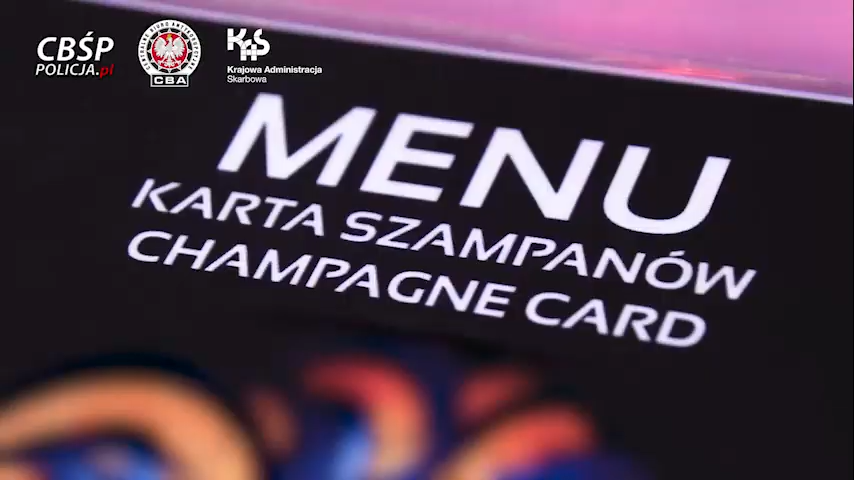 CBŚP
POLICJA.pl
CBA
KAS
Krajowa Administracja
Skarbowa
MENU
KARTA SZAMPANÓW
CHAMPAGNE CARD